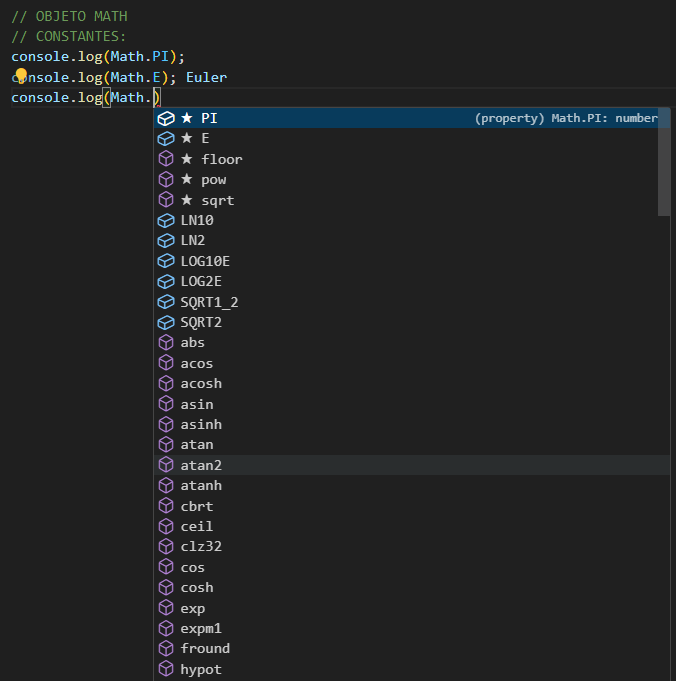 // OBJETO MATH
// CONSTANTES:
console.log(Math.PI);
console.log(Math.E); Euler
console.log(Math.)
★ PI (property) Math.PI: number
★ E
★ floor
★ pow
★ sqrt
LN10
LN2
LOG10E
LOG2E
SQRT1_2
SQRT2
abs
acos
acosh
asin
asinh
atan
atan2
atanh
cbrt
ceil
clz32
cos
cosh
exp
expm1
fround
hypot